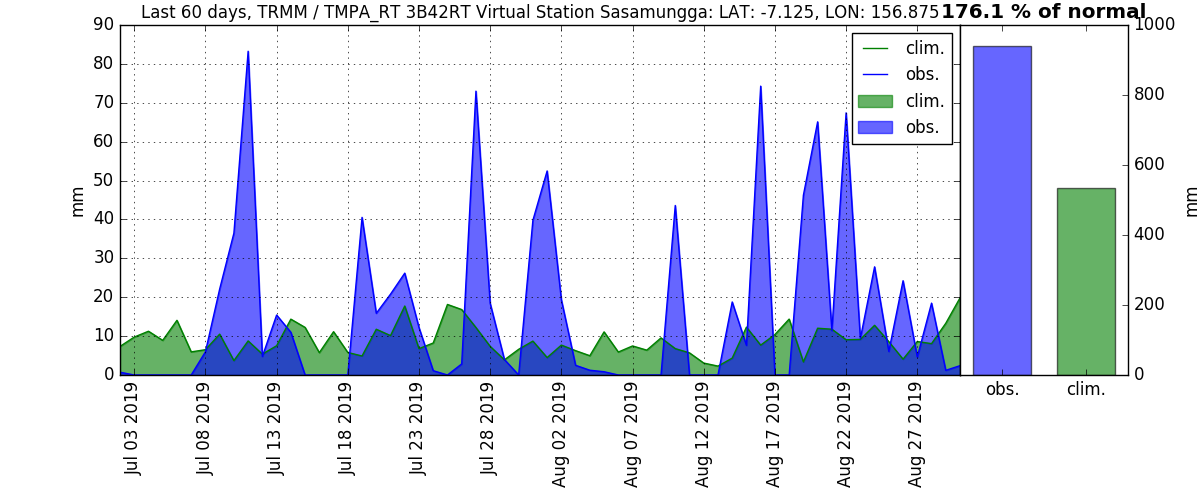 Last 60 days, TRMM / TMPA_RT 3B42RT Virtual Station Sasamungga: LAT: -7.125, LON: 156.875
176.1 % of normal
90
80
70
60
50
40
30
20
10
0
mm
clim.
obs.
clim.
obs.
Jul 03 2019
Jul 08 2019
Jul 13 2019
Jul 18 2019
Jul 23 2019
Jul 28 2019
Aug 02 2019
Aug 07 2019
Aug 12 2019
Aug 17 2019
Aug 22 2019
Aug 27 2019
1000
800
600
400
200
0
mm
obs.
clim.